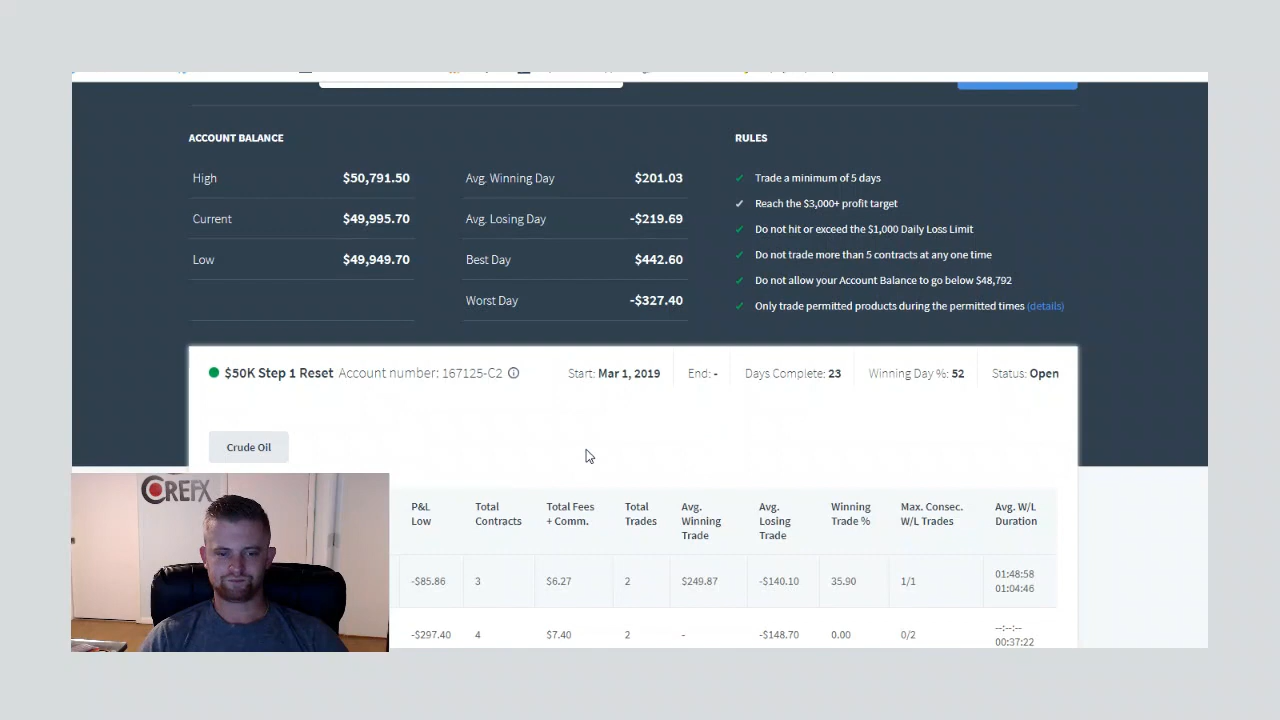 ACCOUNT BALANCE
High $50,791.50
Current $49,995.70
Low $49,949.70
Avg. Winning Day $201.03
Avg. Losing Day -$219.69
Best Day $442.60
Worst Day -$327.40
RULES
✓ Trade a minimum of 5 days
✓ Reach the $3,000+ profit target
✓ Do not hit or exceed the $1,000 Daily Loss Limit
✓ Do not trade more than 5 contracts at any one time
✓ Do not allow your Account Balance to go below $48,792
✓ Only trade permitted products during the permitted times (details)
$50K Step 1 Reset Account number: 167125-C2 Start: Mar 1, 2019 End: - Days Complete: 23 Winning Day %: 52 Status: Open
Crude Oil
COREFX
P&L Low Total Contracts Total Fees + Comm. Total Trades Avg. Winning Trade Avg. Losing Trade Winning Trade % Max. Consec. W/L Trades Avg. W/L Duration
-$85.86 3 $6.27 2 $249.87 -$140.10 35.90 1/1 01:48:58 01:04:46
-$297.40 4 $7.40 2 - -$148.70 0.00 0/2 --:--:-- 00:37:22